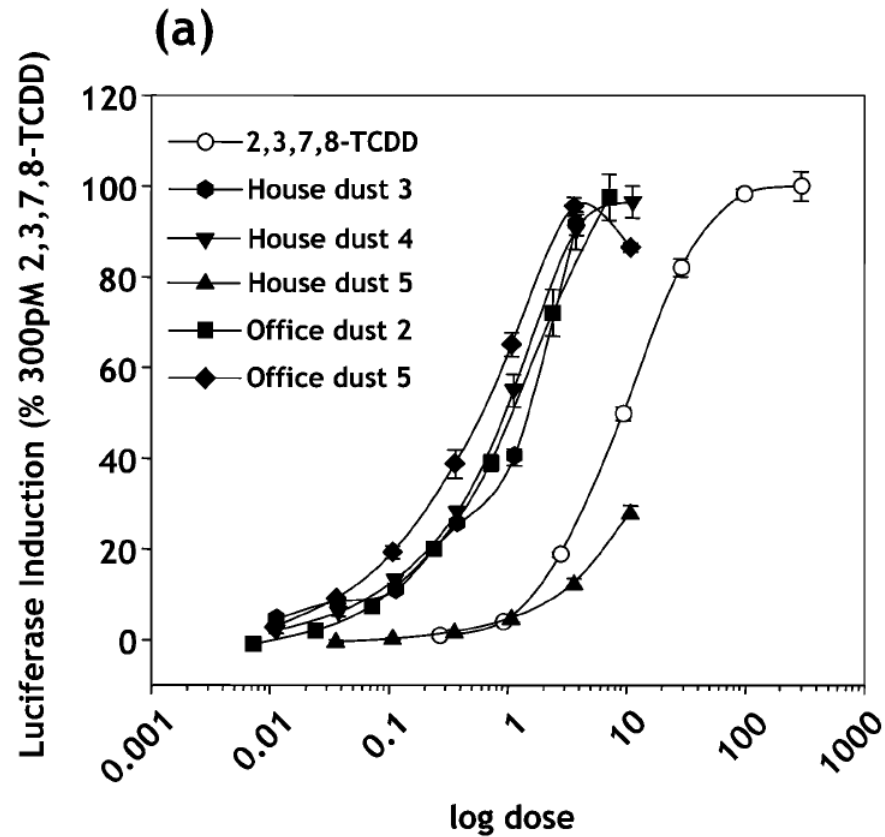 (a)
Luciferase Induction (% 300pM 2,3,7,8-TCDD)
120
100
80
60
40
20
0
2,3,7,8-TCDD
House dust 3
House dust 4
House dust 5
Office dust 2
Office dust 5
0.001
0.01
0.1
1
10
100
1000
log dose